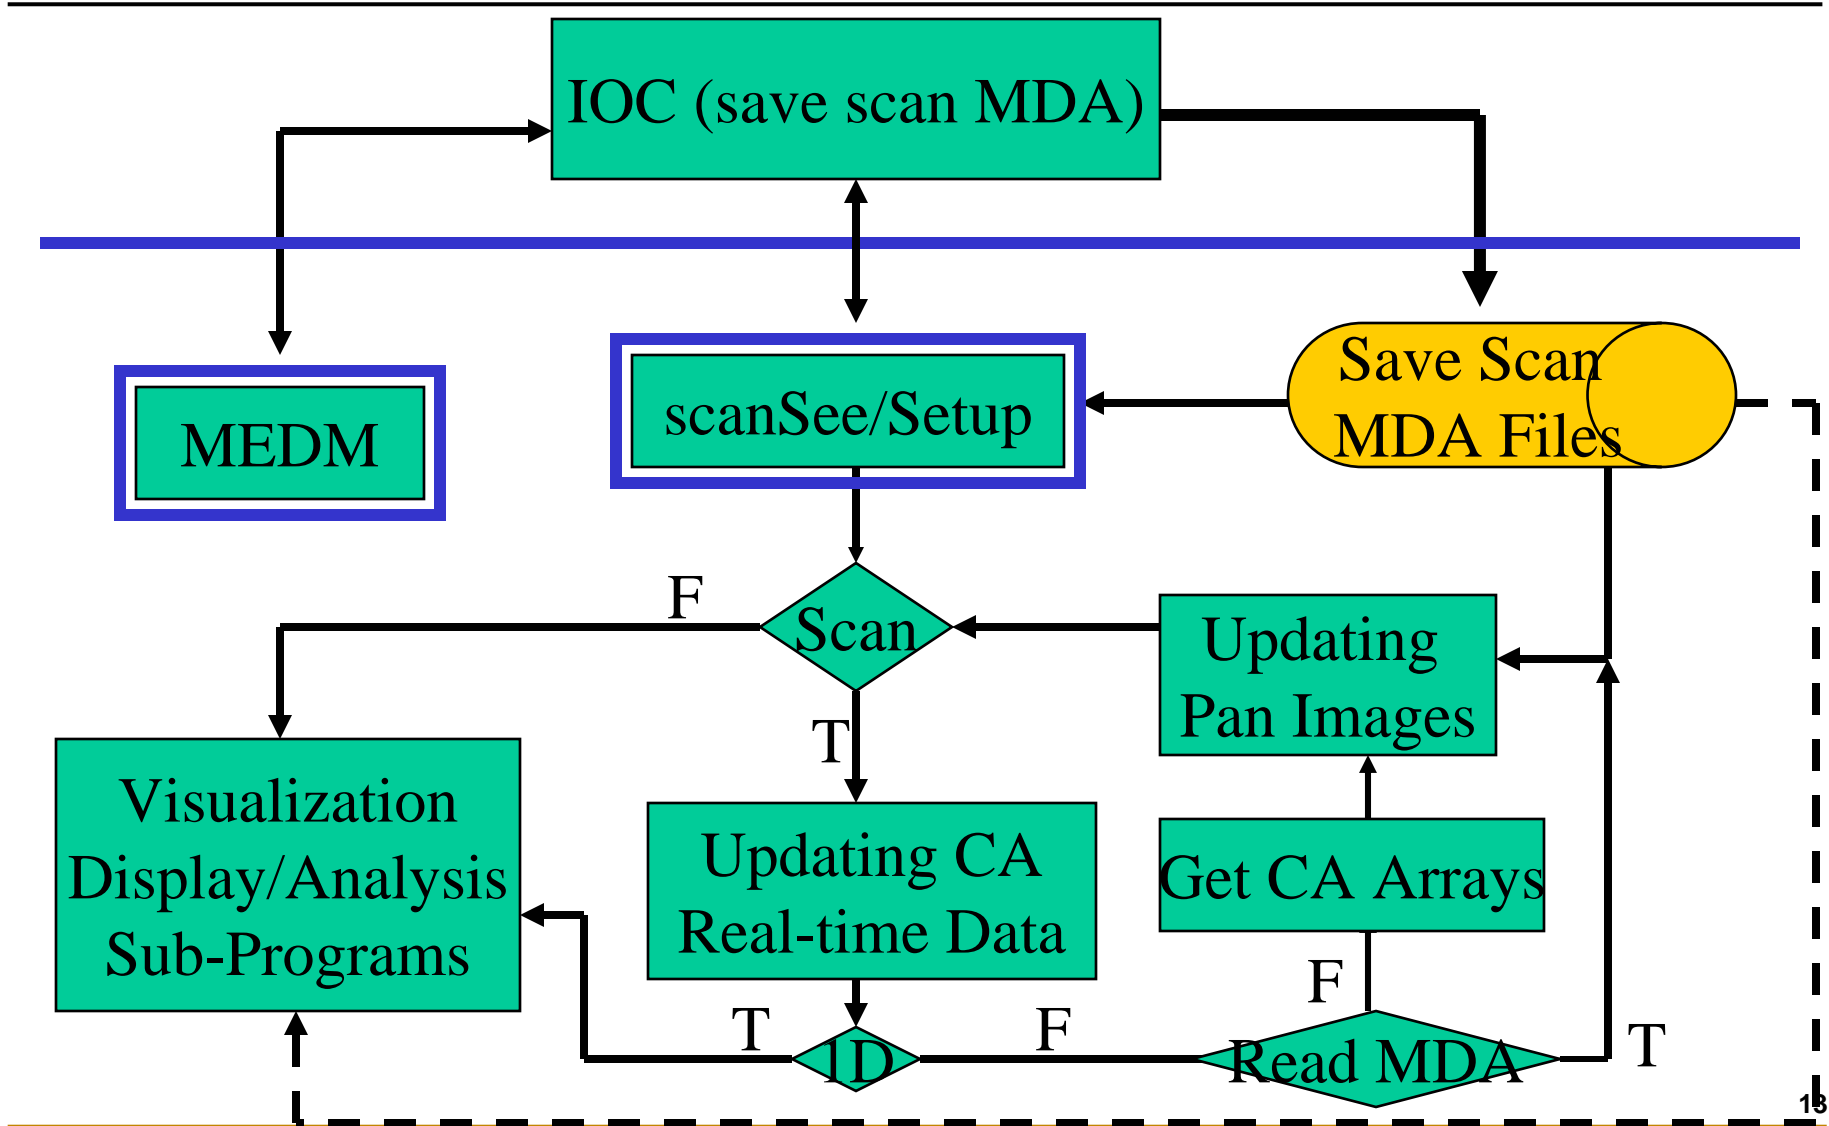 IOC (save scan MDA)
Save Scan
MDA Files
scanSee/Setup
MEDM
F
Scan
Updating
Pan Images
T
Visualization
Display/Analysis
Sub-Programs
Updating CA
Real-time Data
Get CA Arrays
F
T
1D
F
Read MDA
T
13